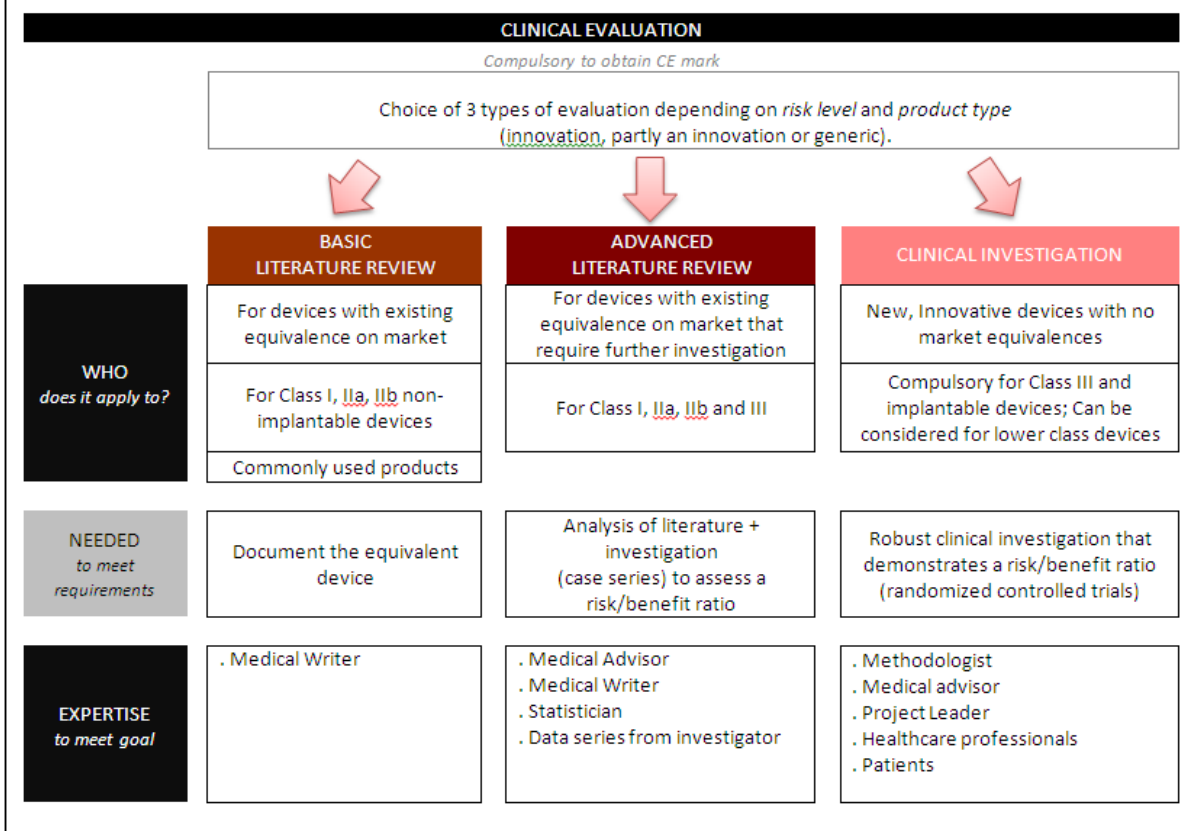 CLINICAL EVALUATION
Compulsory to obtain CE mark
Choice of 3 types of evaluation depending on risk level and product type
(innovation, partly an innovation or generic).
BASIC
LITERATURE REVIEW
ADVANCED
LITERATURE REVIEW
CLINICAL INVESTIGATION
WHO
does it apply to?
For devices with existing
equivalence on market
For devices with existing
equivalence on market that
require further investigation
New, Innovative devices with no
market equivalences
For Class I, IIa, IIb non-
implantable devices
For Class I, IIa, IIb and III
Compulsory for Class III and
implantable devices; Can be
considered for lower class devices
Commonly used products
NEEDED
to meet
requirements
Document the equivalent
device
Analysis of literature +
investigation
(case series) to assess a
risk/benefit ratio
Robust clinical investigation that
demonstrates a risk/benefit ratio
(randomized controlled trials)
EXPERTISE
to meet goal
. Medical Writer
. Medical Advisor
. Medical Writer
. Statistician
. Data series from investigator
. Methodologist
. Medical advisor
. Project Leader
. Healthcare professionals
. Patients